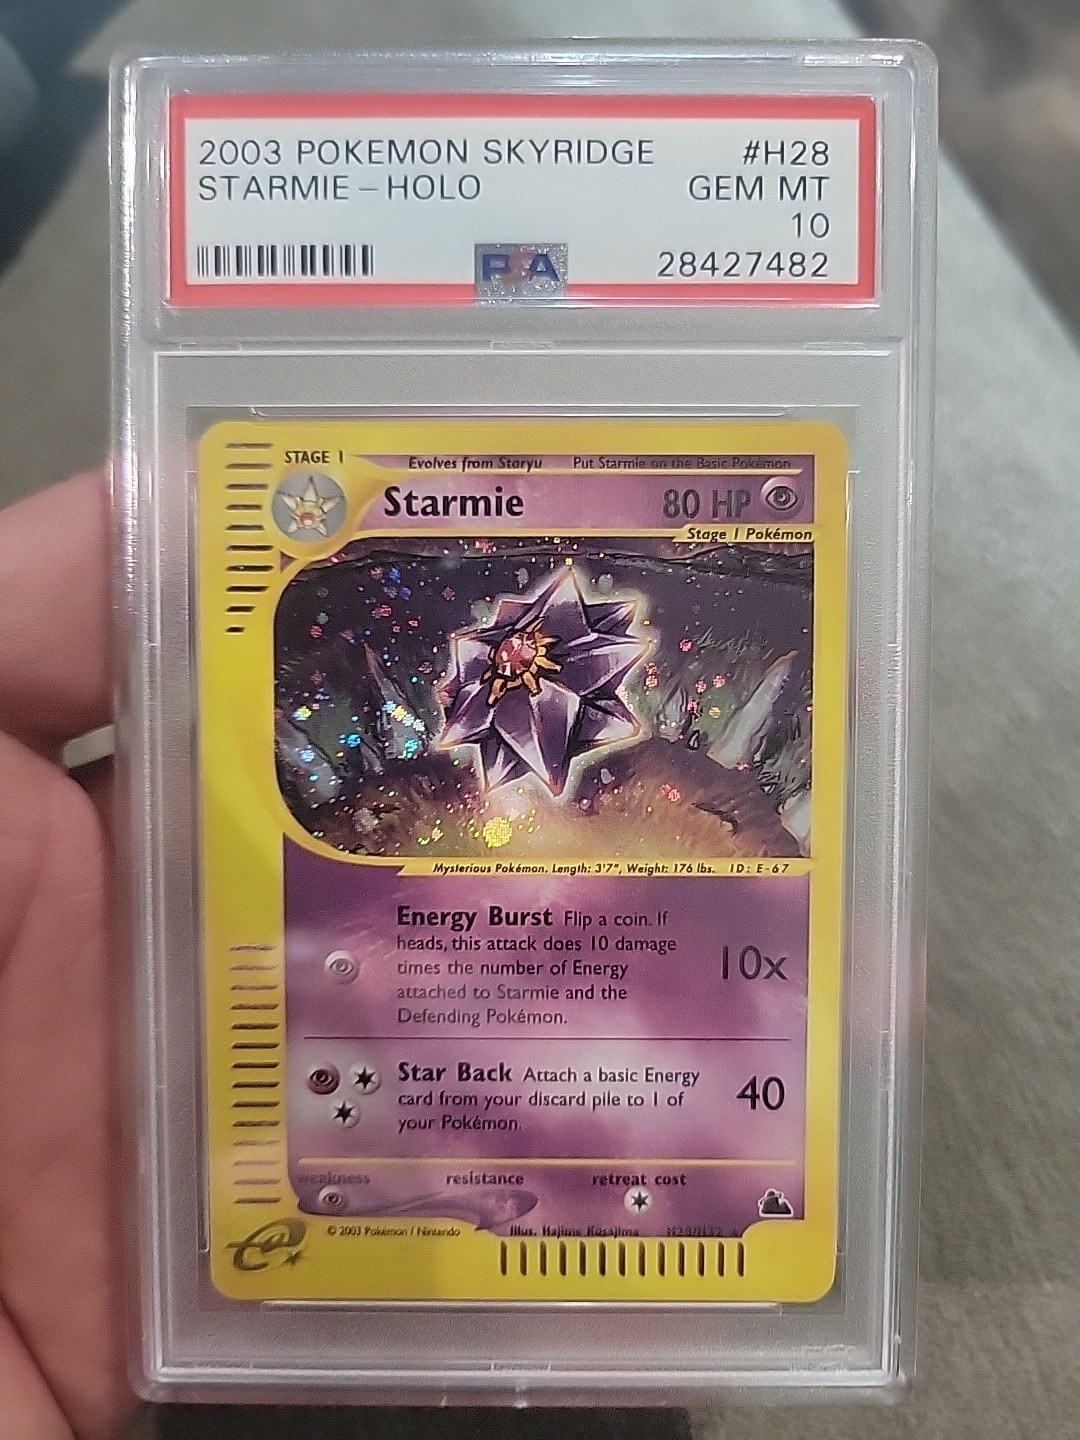 2003 POKEMON SKYRIDGE #H28
STARMIE - HOLO GEM MT
10
PSA 28427482
STAGE 1 Evolves from Staryu Put Starmie on the Basic Pokémon
Starmie 80 HP
Stage 1 Pokémon
Mysterious Pokémon. Length: 3'7", Weight: 176 lbs. ID: E-67
Energy Burst Flip a coin. If
heads, this attack does 10 damage
times the number of Energy 10x
attached to Starmie and the
Defending Pokémon.
Star Back Attach a basic Energy
card from your discard pile to 1 of 40
your Pokémon.
weakness resistance retreat cost
© 2003 Pokémon / Nintendo Illus. Hajime Kusajima H28/H32
e